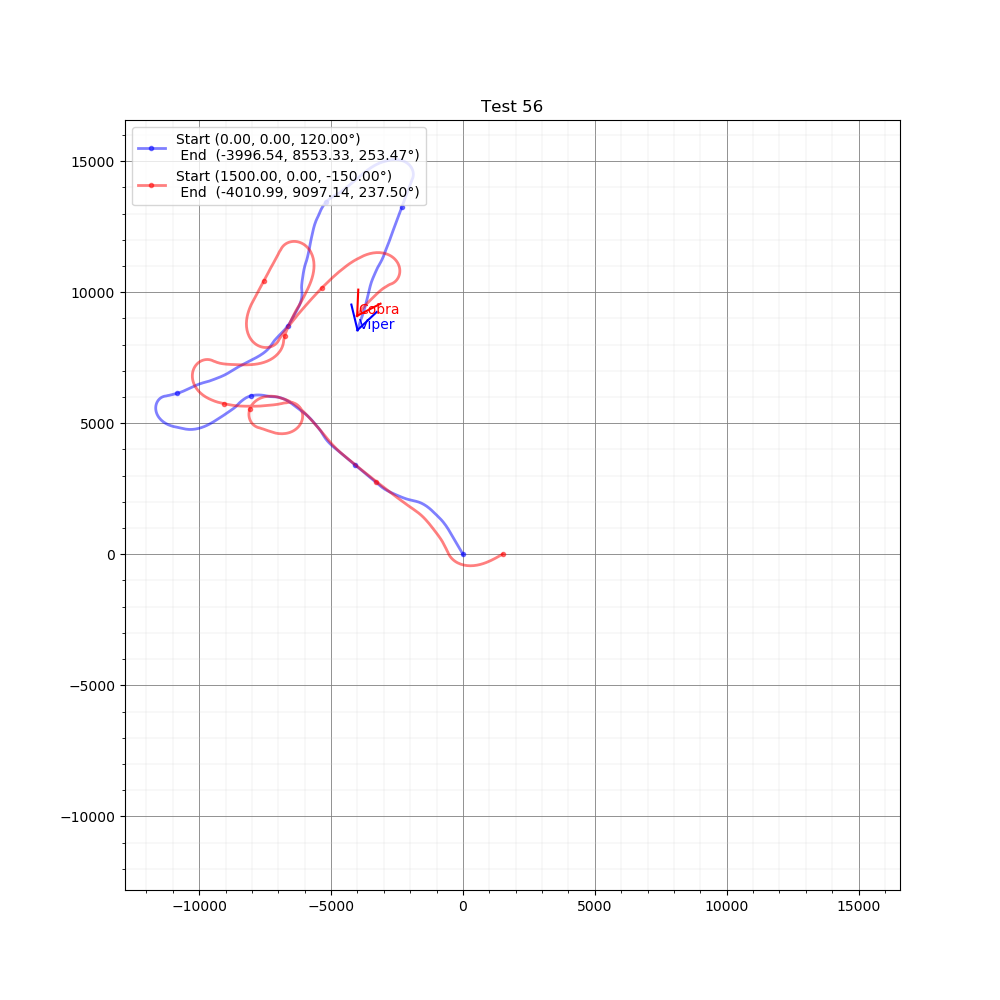 Test 56
Start (0.00, 0.00, 120.00°)
End  (-3996.54, 8553.33, 253.47°)
Start (1500.00, 0.00, -150.00°)
End  (-4010.99, 9097.14, 237.50°)
15000
10000
5000
0
−5000
−10000
Cobra
Viper
−10000
−5000
0
5000
10000
15000